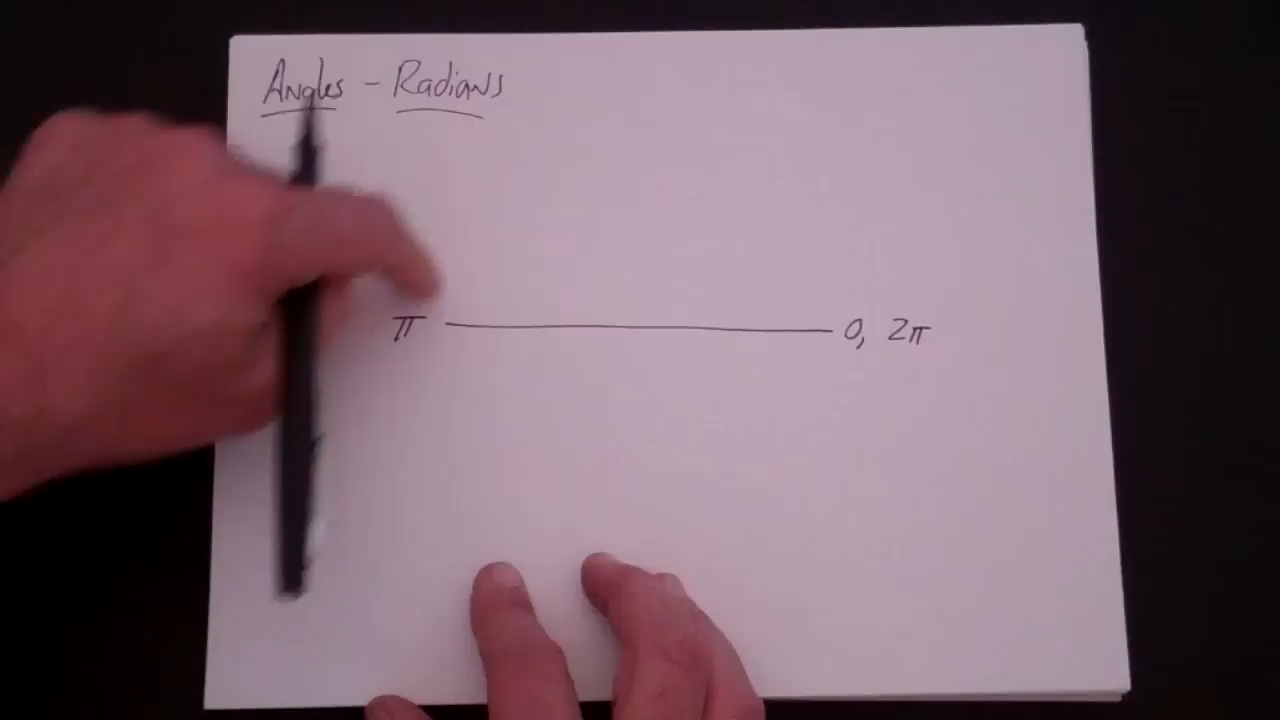 Angles - Radians
π 0, 2π